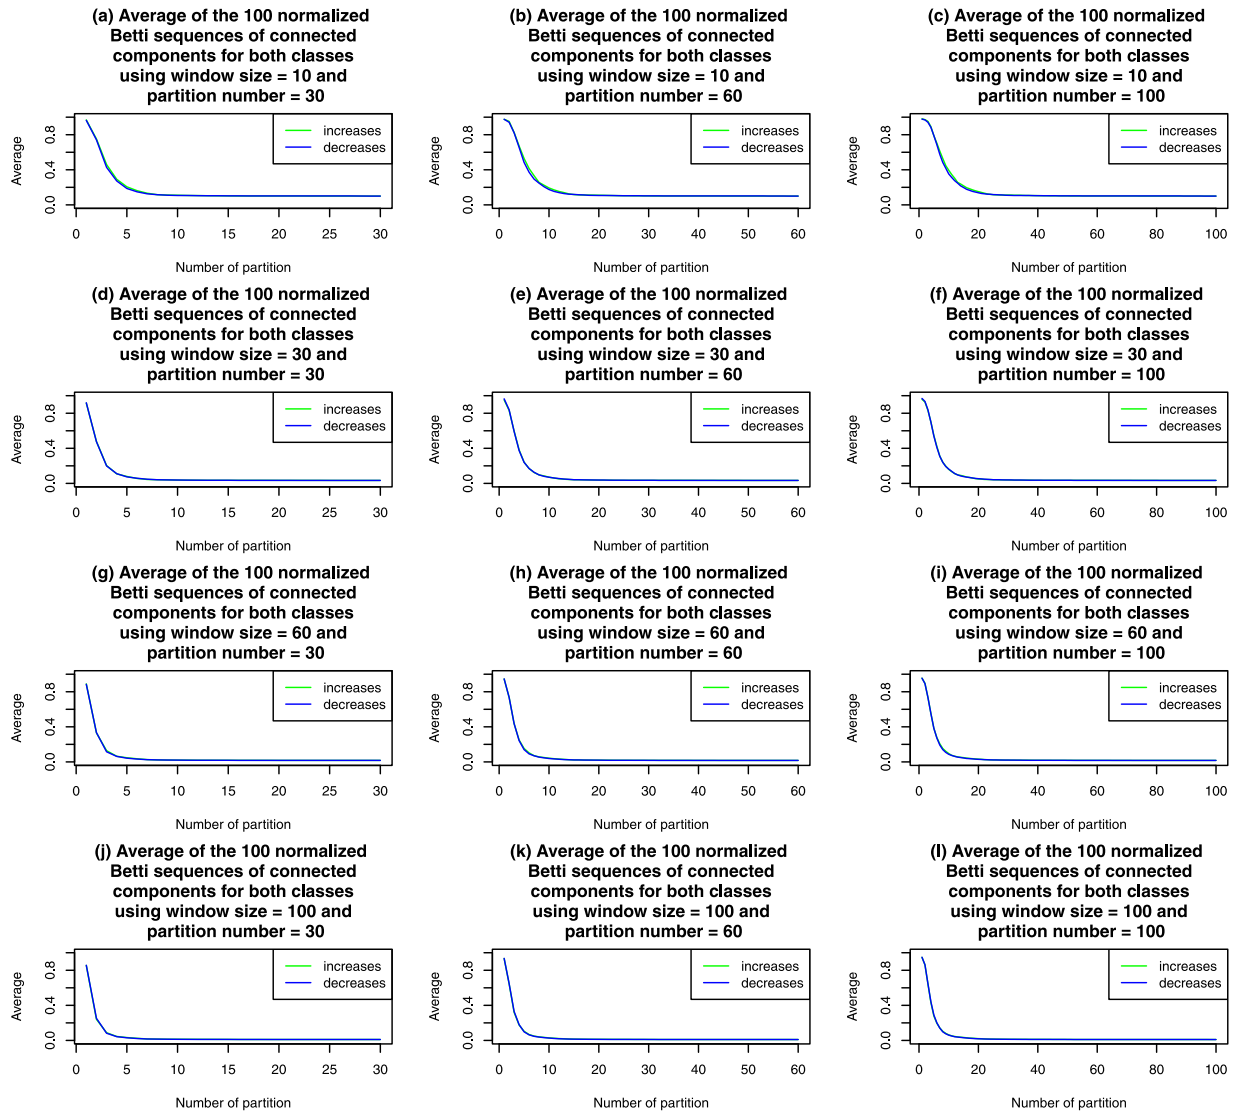 (a) Average of the 100 normalized
Betti sequences of connected
components for both classes
using window size = 10 and
partition number = 30
Average
0.0
0.4
0.8
increases
decreases
0
5
10
15
20
25
30
Number of partition
(b) Average of the 100 normalized
Betti sequences of connected
components for both classes
using window size = 10 and
partition number = 60
Average
0.0
0.4
0.8
increases
decreases
0
10
20
30
40
50
60
Number of partition
(c) Average of the 100 normalized
Betti sequences of connected
components for both classes
using window size = 10 and
partition number = 100
Average
0.0
0.4
0.8
increases
decreases
0
20
40
60
80
100
Number of partition
(d) Average of the 100 normalized
Betti sequences of connected
components for both classes
using window size = 30 and
partition number = 30
Average
0.0
0.4
0.8
increases
decreases
0
5
10
15
20
25
30
Number of partition
(e) Average of the 100 normalized
Betti sequences of connected
components for both classes
using window size = 30 and
partition number = 60
Average
0.0
0.4
0.8
increases
decreases
0
10
20
30
40
50
60
Number of partition
(f) Average of the 100 normalized
Betti sequences of connected
components for both classes
using window size = 30 and
partition number = 100
Average
0.0
0.4
0.8
increases
decreases
0
20
40
60
80
100
Number of partition
(g) Average of the 100 normalized
Betti sequences of connected
components for both classes
using window size = 60 and
partition number = 30
Average
0.0
0.4
0.8
increases
decreases
0
5
10
15
20
25
30
Number of partition
(h) Average of the 100 normalized
Betti sequences of connected
components for both classes
using window size = 60 and
partition number = 60
Average
0.0
0.4
0.8
increases
decreases
0
10
20
30
40
50
60
Number of partition
(i) Average of the 100 normalized
Betti sequences of connected
components for both classes
using window size = 60 and
partition number = 100
Average
0.0
0.4
0.8
increases
decreases
0
20
40
60
80
100
Number of partition
(j) Average of the 100 normalized
Betti sequences of connected
components for both classes
using window size = 100 and
partition number = 30
Average
0.0
0.4
0.8
increases
decreases
0
5
10
15
20
25
30
Number of partition
(k) Average of the 100 normalized
Betti sequences of connected
components for both classes
using window size = 100 and
partition number = 60
Average
0.0
0.4
0.8
increases
decreases
0
10
20
30
40
50
60
Number of partition
(l) Average of the 100 normalized
Betti sequences of connected
components for both classes
using window size = 100 and
partition number = 100
Average
0.0
0.4
0.8
increases
decreases
0
20
40
60
80
100
Number of partition